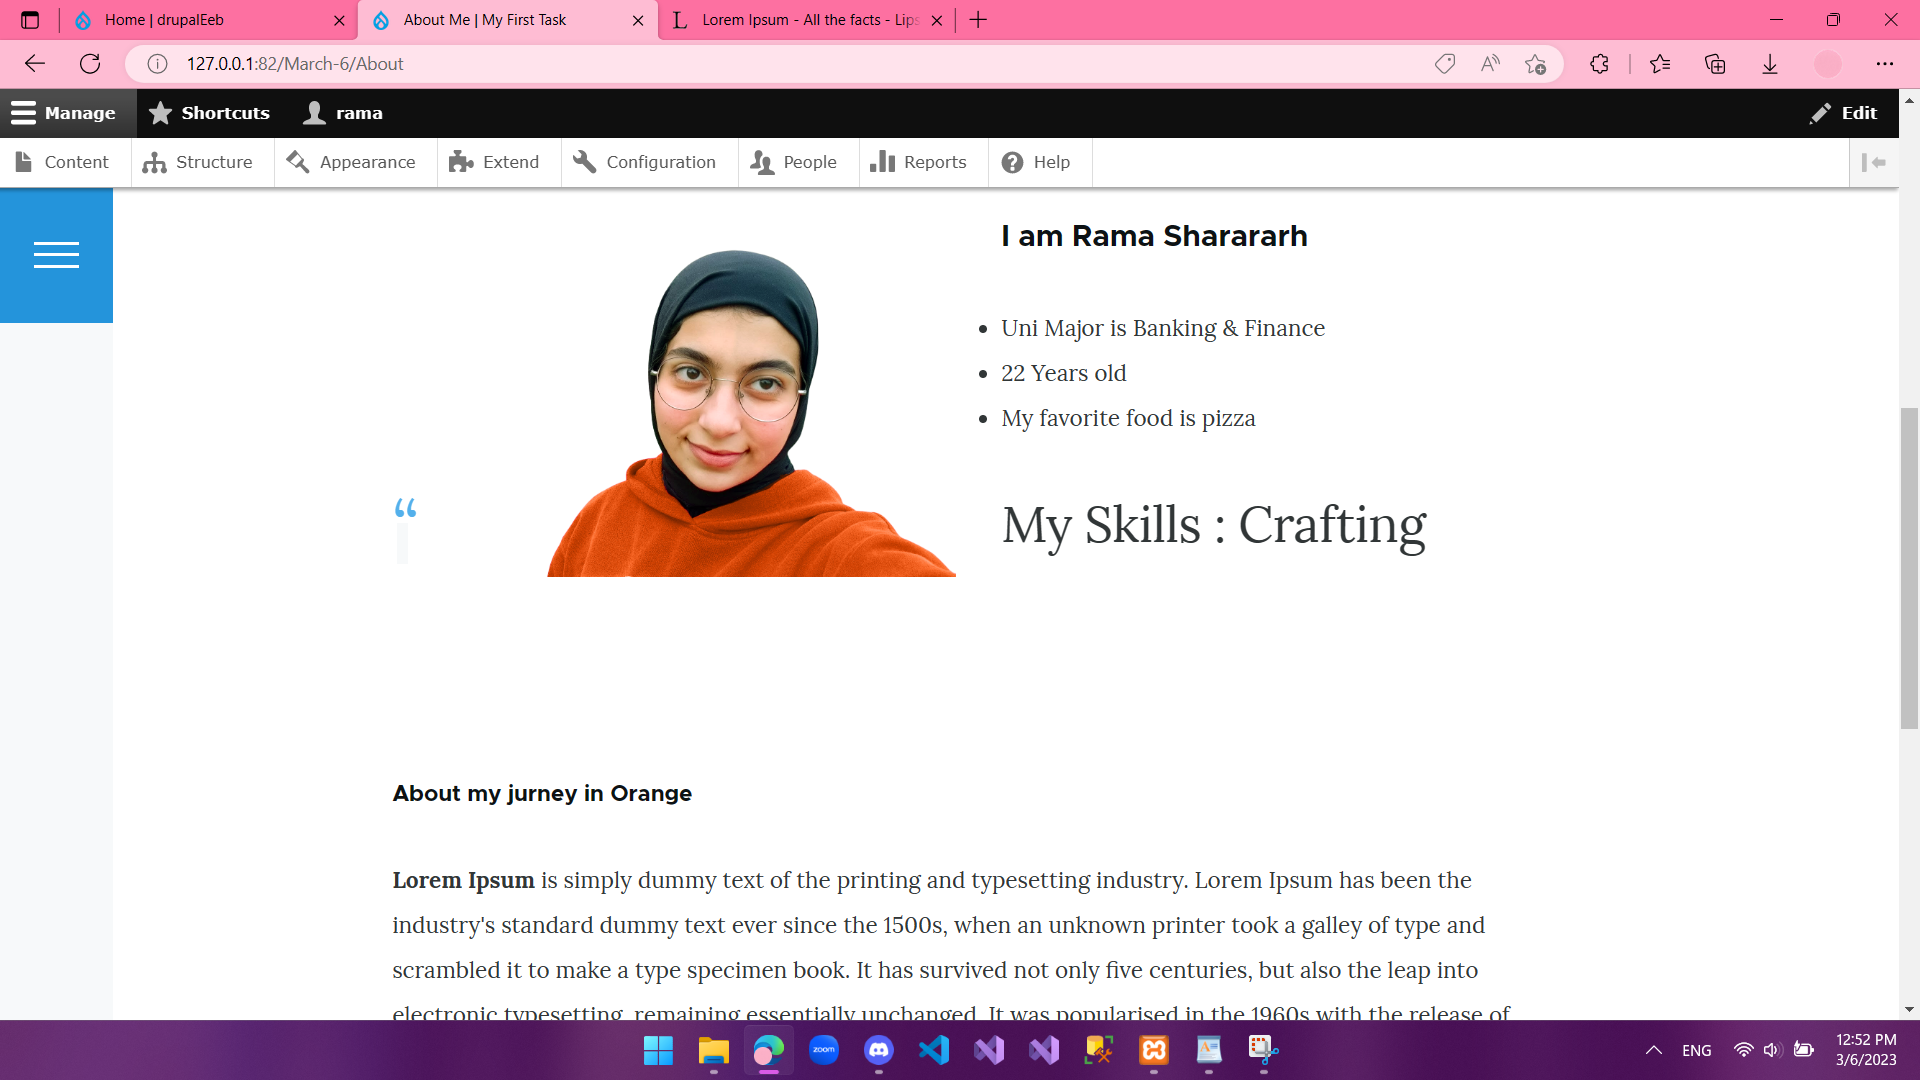 Home | drupalEeb
About Me | My First Task
Lorem Ipsum - All the facts - Lips
127.0.0.1:82/March-6/About
Manage
Shortcuts
rama
Edit
Content
Structure
Appearance
Extend
Configuration
People
Reports
Help
I am Rama Sharararh
• Uni Major is Banking & Finance
• 22 Years old
• My favorite food is pizza
“
My Skills : Crafting
About my jurney in Orange
Lorem Ipsum is simply dummy text of the printing and typesetting industry. Lorem Ipsum has been the
industry's standard dummy text ever since the 1500s, when an unknown printer took a galley of type and
scrambled it to make a type specimen book. It has survived not only five centuries, but also the leap into
electronic typesetting, remaining essentially unchanged. It was popularised in the 1960s with the release of
zoom
ENG
12:52 PM
3/6/2023